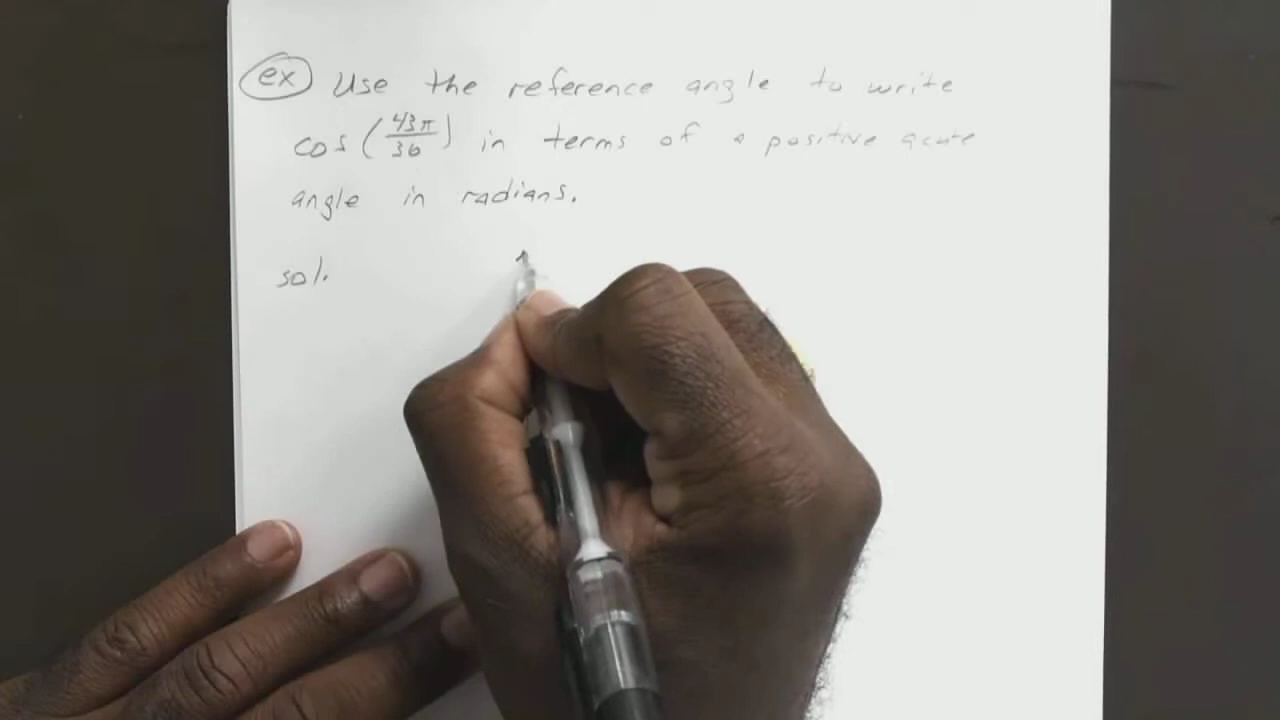 ex Use the reference angle to write
cos (43π/36) in terms of a positive acute
angle in radians.
sol.